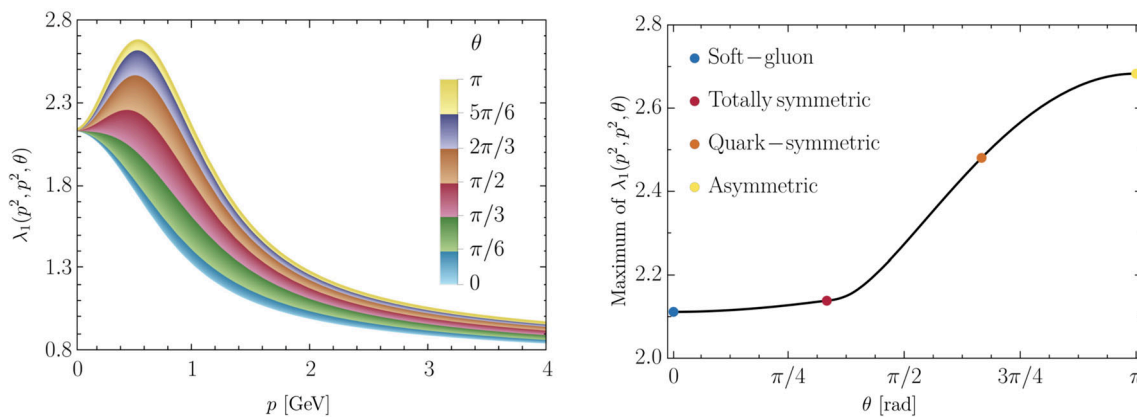 2.8
2.3
1.8
1.3
0.8
λ₁(p², p², θ)
0
1
2
3
4
p [GeV]
θ
π
5π/6
2π/3
π/2
π/3
π/6
0
2.8
2.6
2.4
2.2
2.0
Maximum of λ₁(p², p², θ)
Soft−gluon
Totally symmetric
Quark−symmetric
Asymmetric
0
π/4
π/2
3π/4
π
θ [rad]